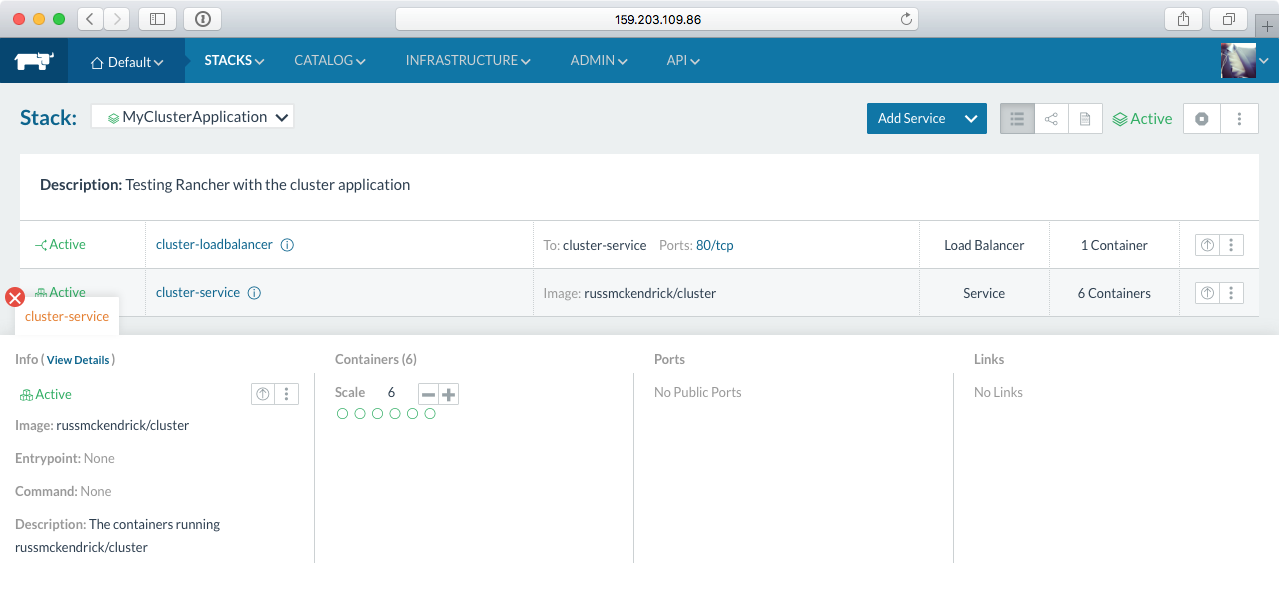 159.203.109.86
Default STACKS CATALOG INFRASTRUCTURE ADMIN API
Stack: MyClusterApplication Add Service Active
Description: Testing Rancher with the cluster application
Active cluster-loadbalancer To: cluster-service Ports: 80/tcp Load Balancer 1 Container
Active cluster-service Image: russmckendrick/cluster Service 6 Containers
cluster-service
Info ( View Details ) Containers (6) Ports Links
Active Scale 6 No Public Ports No Links
Image: russmckendrick/cluster
Entrypoint: None
Command: None
Description: The containers running
russmckendrick/cluster